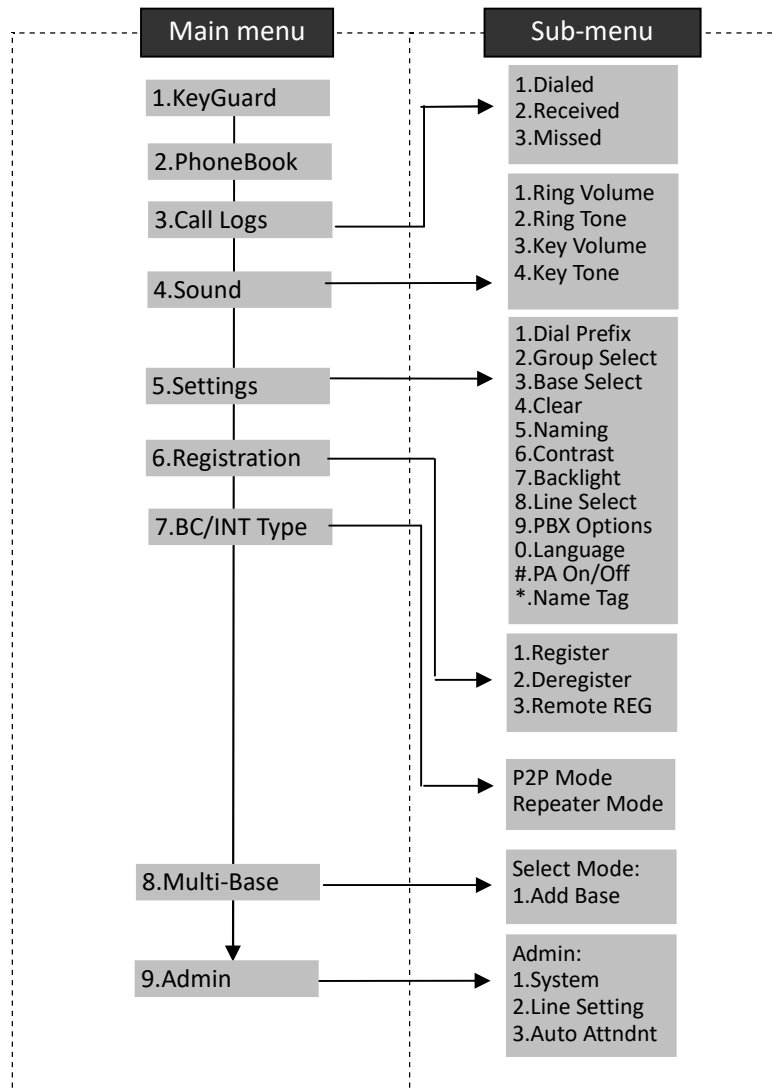 Main menu
Sub-menu
1.KeyGuard
2.PhoneBook
3.Call Logs
4.Sound
5.Settings
6.Registration
7.BC/INT Type
8.Multi-Base
9.Admin
1.Dialed
2.Received
3.Missed
1.Ring Volume
2.Ring Tone
3.Key Volume
4.Key Tone
1.Dial Prefix
2.Group Select
3.Base Select
4.Clear
5.Naming
6.Contrast
7.Backlight
8.Line Select
9.PBX Options
0.Language
#.PA On/Off
*.Name Tag
1.Register
2.Deregister
3.Remote REG
P2P Mode
Repeater Mode
Select Mode:
1.Add Base
Admin:
1.System
2.Line Setting
3.Auto Attndnt